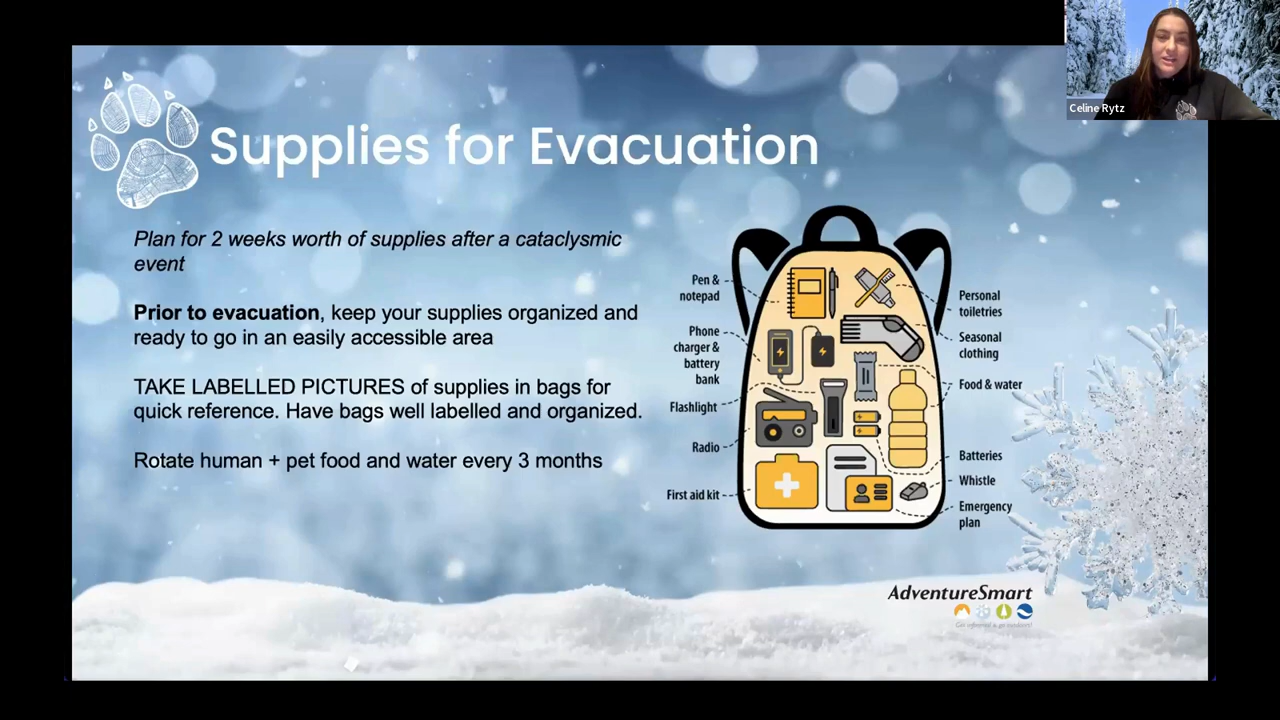 Celine Rytz
Supplies for Evacuation
Plan for 2 weeks worth of supplies after a cataclysmic
event
Prior to evacuation, keep your supplies organized and
ready to go in an easily accessible area
TAKE LABELLED PICTURES of supplies in bags for
quick reference. Have bags well labelled and organized.
Rotate human + pet food and water every 3 months
Pen &
notepad
Phone
charger &
battery
bank
Flashlight
Radio
First aid kit
Personal
toiletries
Seasonal
clothing
Food & water
Batteries
Whistle
Emergency
plan
AdventureSmart
Get informed & go outdoors!